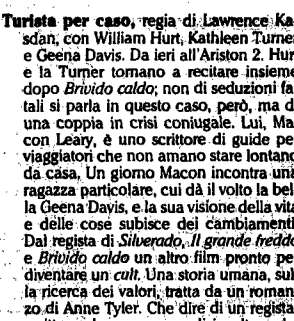 Turista per caso, regia di Lawrence Ka
sdan, con William Hurt, Kathleen Turne
e Geena Davis. Da ieri all'Ariston 2. Hur
e la Turner tornano a recitare insieme
dopo Brivido caldo; non di seduzioni fa
tali si parla in questo caso, però, ma d
una coppia in crisi coniugale. Lui, Ma
con Leary, è uno scrittore di guide pe
viaggiatori che non amano stare lontano
da casa. Un giorno Macon incontra una
ragazza particolare, cui dà il volto la bel
la Geena Davis, e la sua visione della vita
e delle cose subisce dei cambiamenti
Dal regista di Silverado, Il grande freddo
e Brivido caldo un altro film pronto pe
diventare un cult. Una storia umana, sul
la ricerca dei valori, tratta da un roman
zo di Anne Tyler. Che dire di un regista